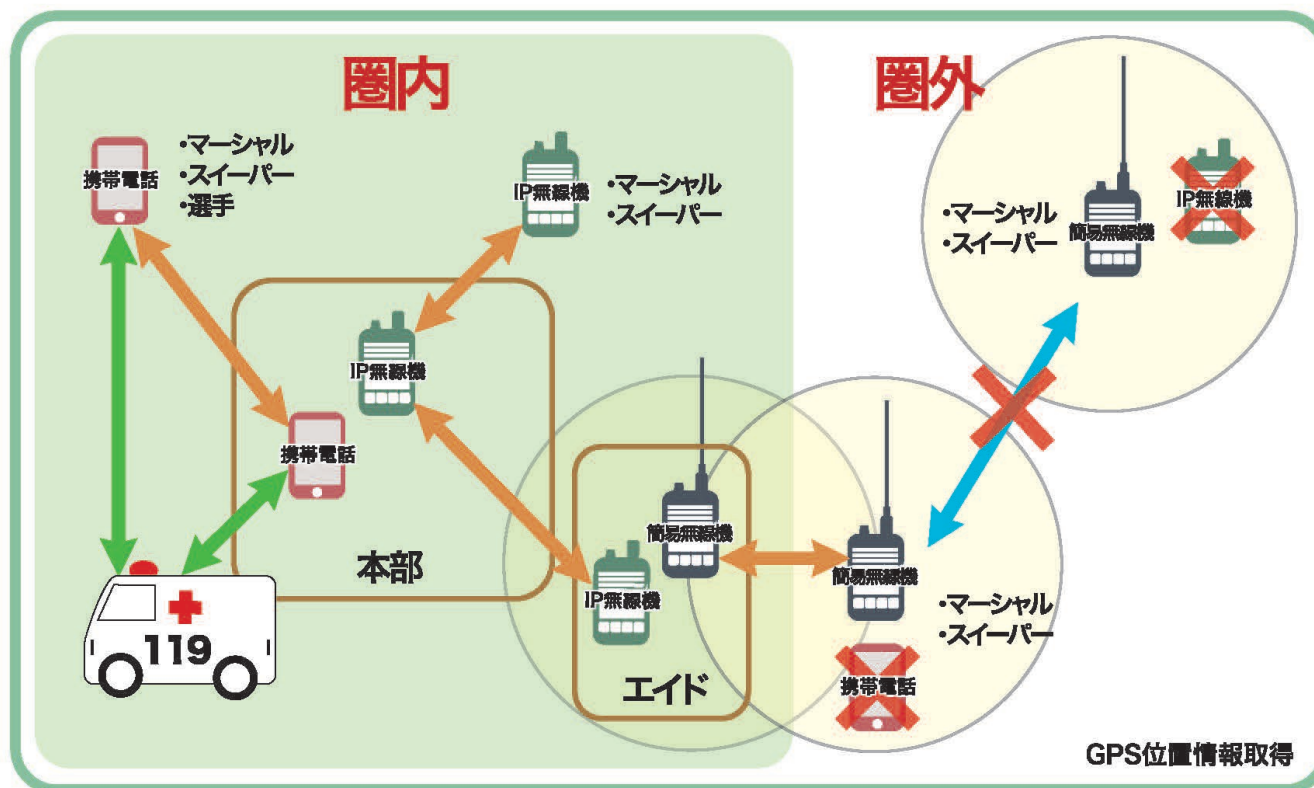 圏内
圏外
携帯電話
・マーシャル
・スイーパー
・選手
IP無線機
・マーシャル
・スイーパー
・マーシャル
・スイーパー
簡易無線機
IP無線機
IP無線機
携帯電話
本部
119
簡易無線機
IP無線機
エイド
簡易無線機
・マーシャル
・スイーパー
携帯電話
GPS位置情報取得